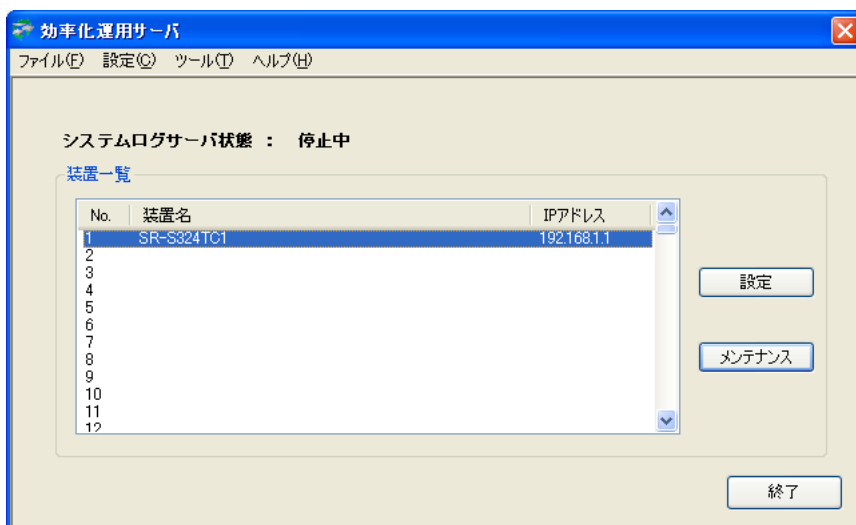 効率化運用サーバ
ファイル(F) 設定(C) ツール(T) ヘルプ(H)
システムログサーバ状態 : 停止中
装置一覧
No. 装置名 IPアドレス
1 SR-S324TC1 192.168.1.1
2
3
4
5
6
7
8
9
10
11
12
設定
メンテナンス
終了